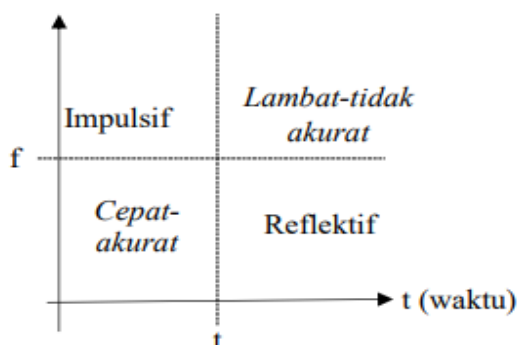 Impulsif
Lambat-tidak
akurat
f
Cepat-
akurat
Reflektif
t (waktu)
t